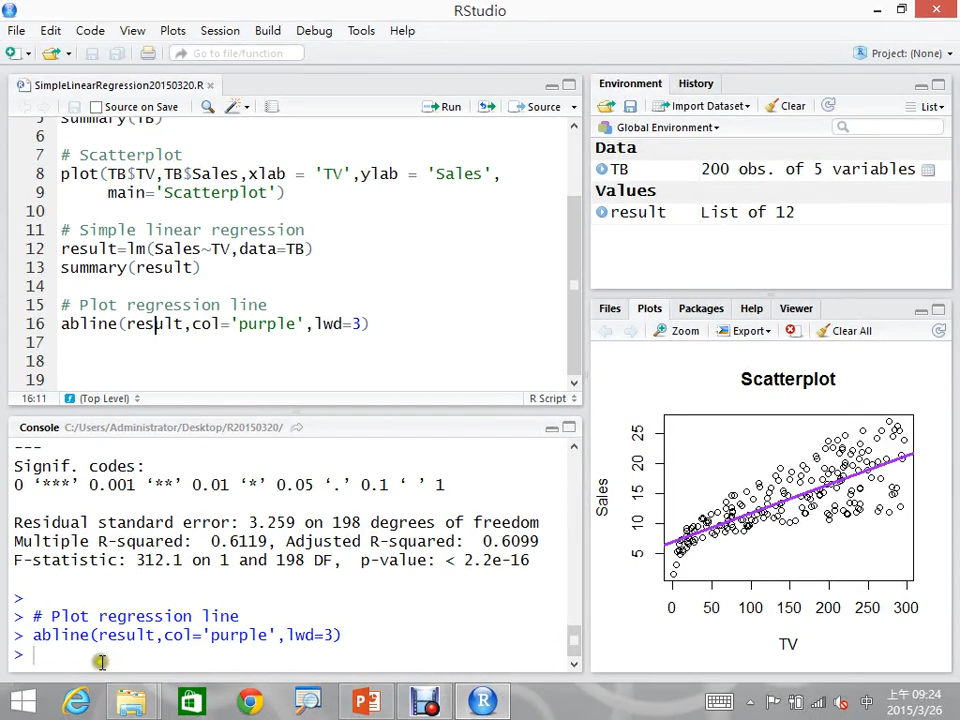 RStudio
File Edit Code View Plots Session Build Debug Tools Help
Go to file/function
Project: (None)
SimpleLinearRegression20150320.R
Source on Save
Run
Source
5 summary(TB)
6
7 # Scatterplot
8 plot(TB$TV,TB$Sales,xlab = 'TV',ylab = 'Sales',
9 main='Scatterplot')
10
11 # Simple linear regression
12 result=lm(Sales~TV,data=TB)
13 summary(result)
14
15 # Plot regression line
16 abline(result,col='purple',lwd=3)
17
18
19
16:11 (Top Level) R Script
Console C:/Users/Administrator/Desktop/R20150320/
---
Signif. codes:
0 ‘***’ 0.001 ‘**’ 0.01 ‘*’ 0.05 ‘.’ 0.1 ‘ ’ 1
Residual standard error: 3.259 on 198 degrees of freedom
Multiple R-squared: 0.6119, Adjusted R-squared: 0.6099
F-statistic: 312.1 on 1 and 198 DF, p-value: < 2.2e-16
>
> # Plot regression line
> abline(result,col='purple',lwd=3)
>
Environment History
Import Dataset Clear List
Global Environment
Data
TB 200 obs. of 5 variables
Values
result List of 12
Files Plots Packages Help Viewer
Zoom Export Clear All
Scatterplot
Sales
25
20
15
10
5
0 50 100 150 200 250 300
TV
中
上午 09:24
2015/3/26